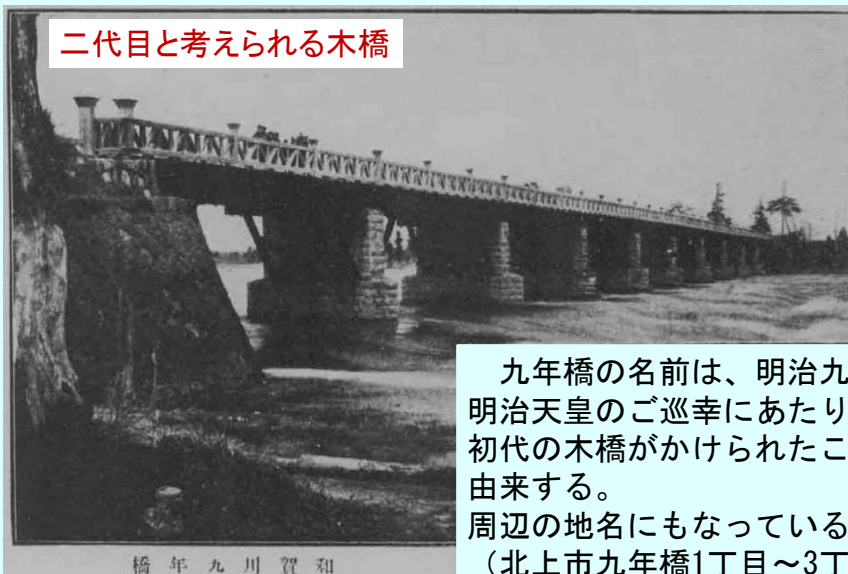 二代目と考えられる木橋
九年橋の名前は、明治九
明治天皇のご巡幸にあたり
初代の木橋がかけられたこ
由来する。
周辺の地名にもなっている
（北上市九年橋1丁目～3丁
橋年九川賀和